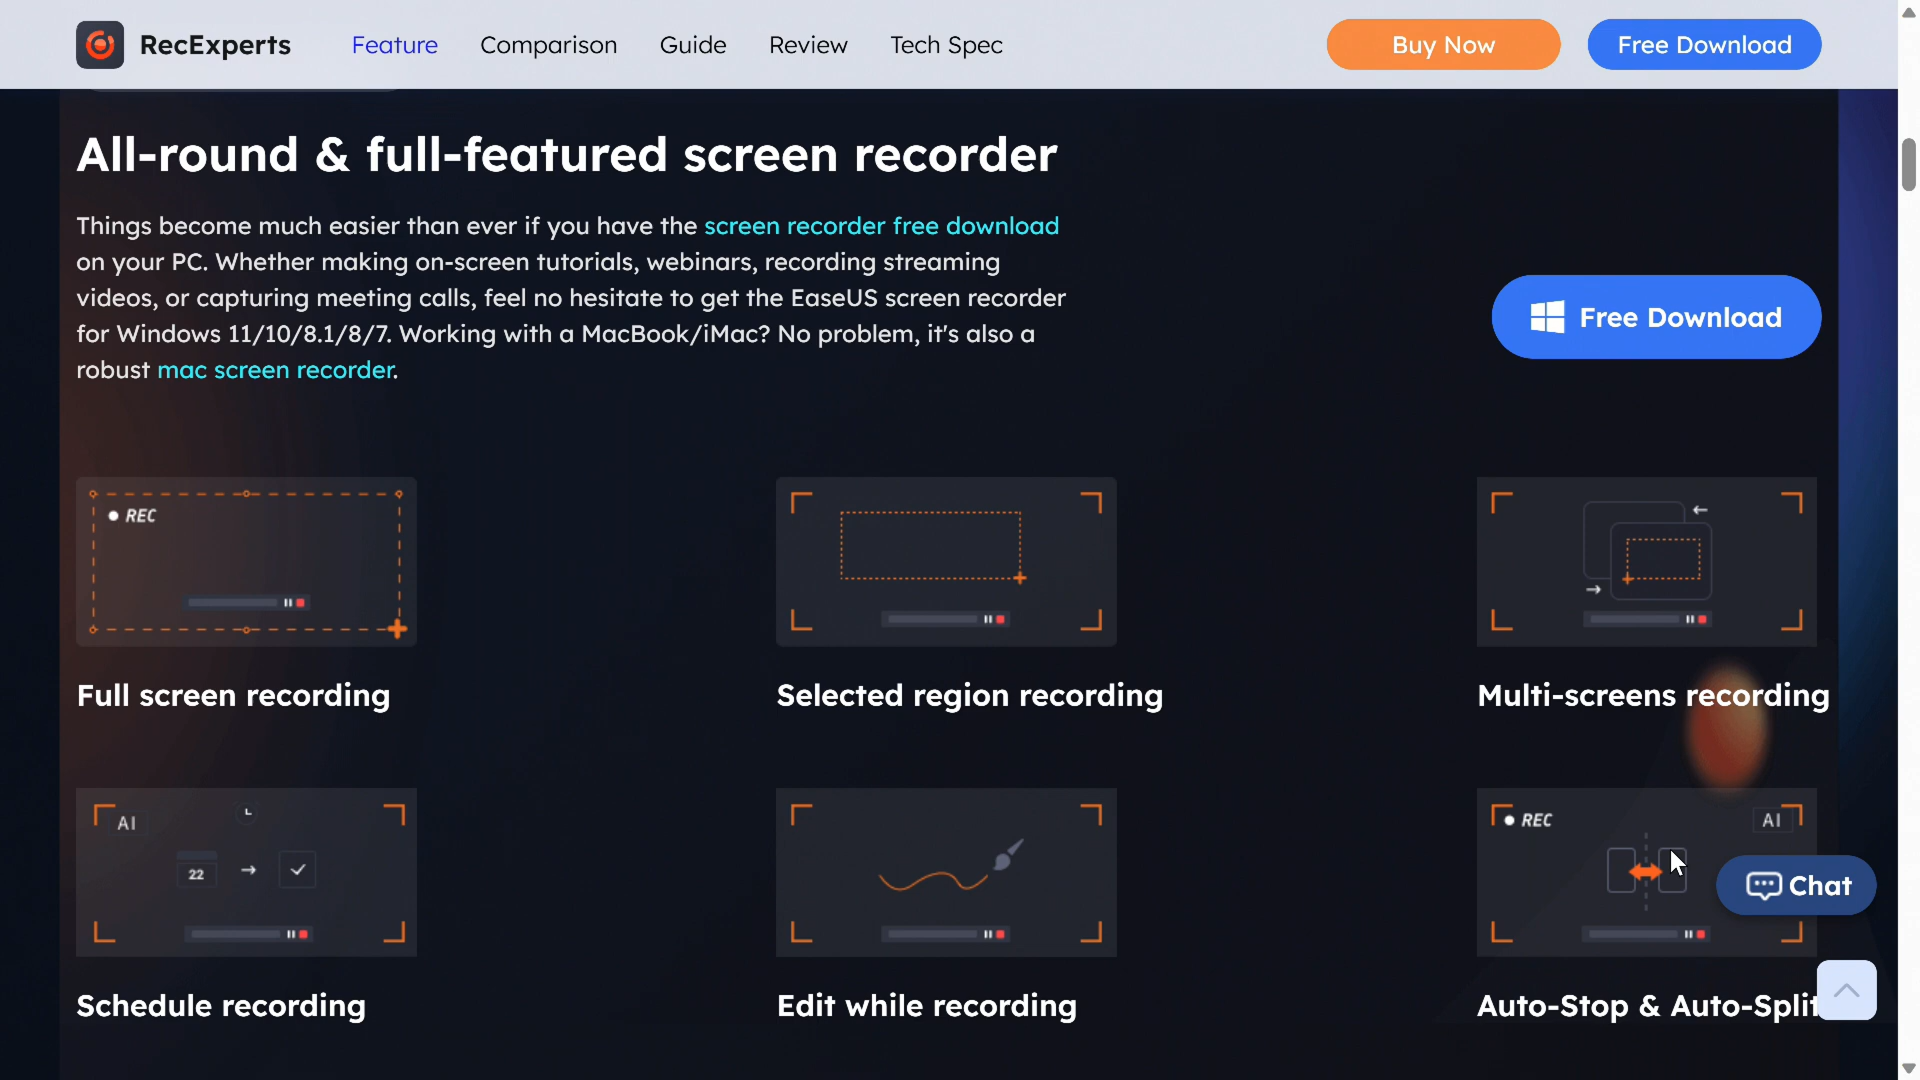 RecExperts
Feature
Comparison
Guide
Review
Tech Spec
Buy Now
Free Download
All-round & full-featured screen recorder
Things become much easier than ever if you have the screen recorder free download
on your PC. Whether making on-screen tutorials, webinars, recording streaming
videos, or capturing meeting calls, feel no hesitate to get the EaseUS screen recorder
for Windows 11/10/8.1/8/7. Working with a MacBook/iMac? No problem, it's also a
robust mac screen recorder.
Free Download
REC
Full screen recording
Selected region recording
Multi-screens recording
AI
22
Schedule recording
Edit while recording
REC
AI
Auto-Stop & Auto-Split
Chat